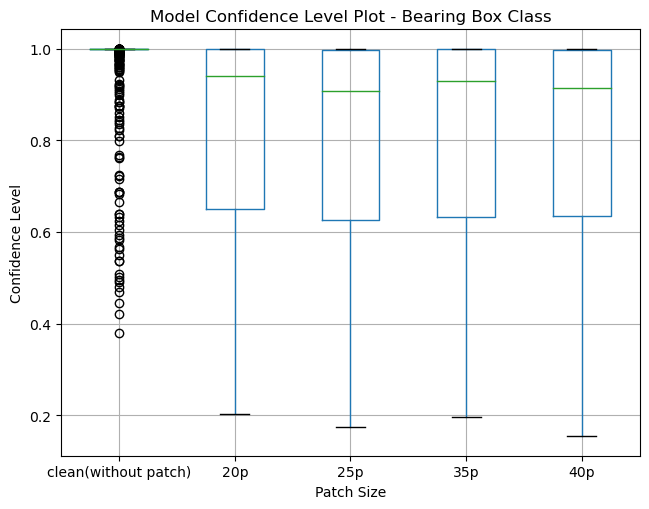 Model Confidence Level Plot - Bearing Box Class
Confidence Level
1.0
0.8
0.6
0.4
0.2
clean(without patch) 20p 25p 35p 40p
Patch Size